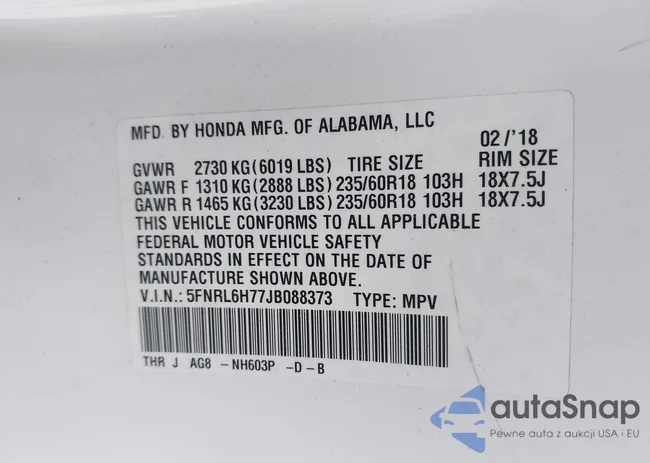 MFD. BY HONDA MFG. OF ALABAMA, LLC
02/'18
GVWR 2730 KG(6019 LBS) TIRE SIZE RIM SIZE
GAWR F 1310 KG(2888 LBS) 235/60R18 103H 18X7.5J
GAWR R 1465 KG(3230 LBS) 235/60R18 103H 18X7.5J
THIS VEHICLE CONFORMS TO ALL APPLICABLE
FEDERAL MOTOR VEHICLE SAFETY
STANDARDS IN EFFECT ON THE DATE OF
MANUFACTURE SHOWN ABOVE.
V.I.N.: 5FNRL6H77JB088373 TYPE: MPV
THR J AG8 -NH603P -D-B
autaSnap
Pewne auta z aukcji USA i EU